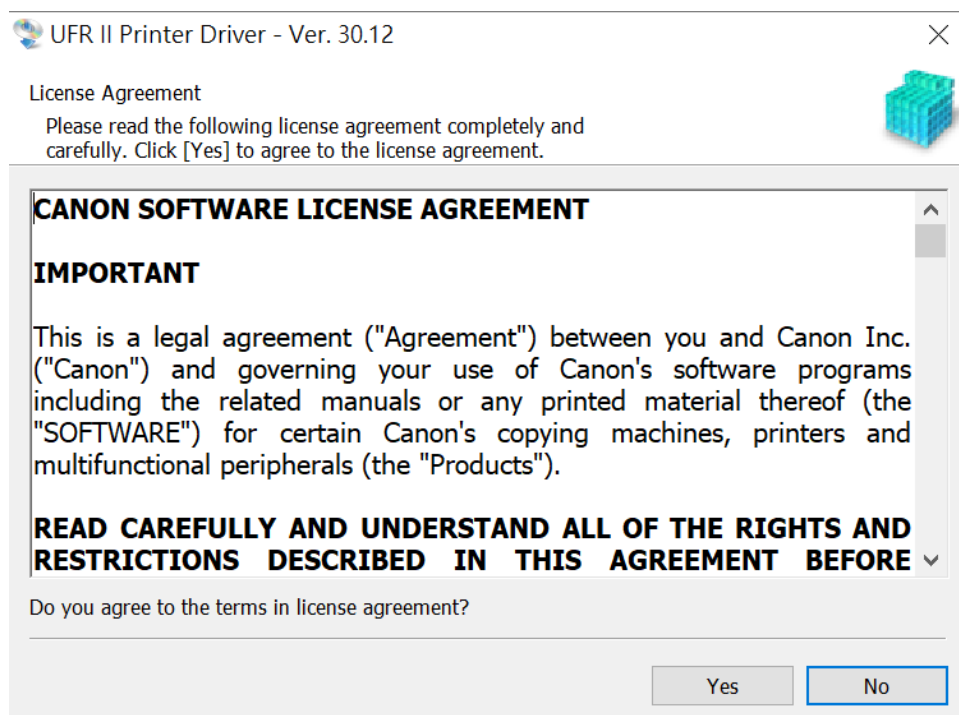 UFR II Printer Driver - Ver. 30.12
License Agreement
Please read the following license agreement completely and
carefully. Click [Yes] to agree to the license agreement.
CANON SOFTWARE LICENSE AGREEMENT
IMPORTANT
This is a legal agreement ("Agreement") between you and Canon Inc.
("Canon") and governing your use of Canon's software programs
including the related manuals or any printed material thereof (the
"SOFTWARE") for certain Canon's copying machines, printers and
multifunctional peripherals (the "Products").
READ CAREFULLY AND UNDERSTAND ALL OF THE RIGHTS AND
RESTRICTIONS DESCRIBED IN THIS AGREEMENT BEFORE
Do you agree to the terms in license agreement?
Yes
No